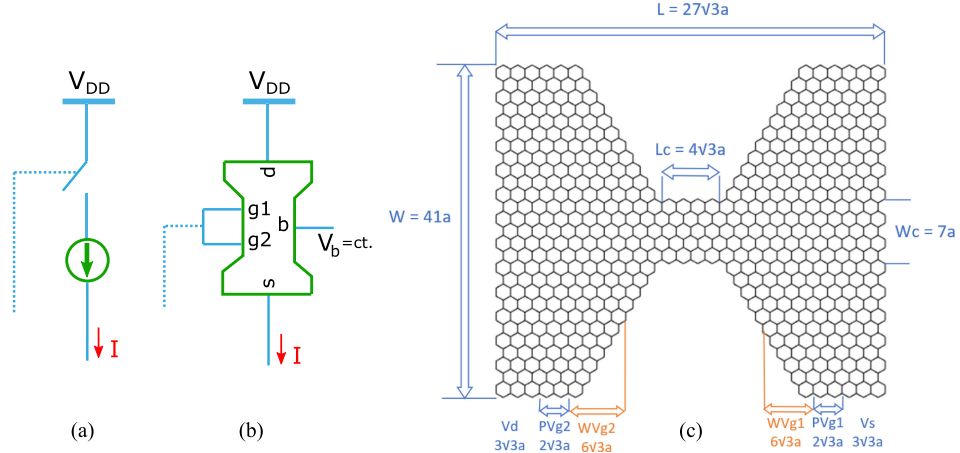 V_DD
I
(a)
V_DD
d
g1
g2
b
s
V_b =ct.
I
(b)
L = 27√3a
W = 41a
Lc = 4√3a
Wc = 7a
Vd
3√3a
PVg2
2√3a
WVg2
6√3a
(c)
WVg1
6√3a
PVg1
2√3a
Vs
3√3a